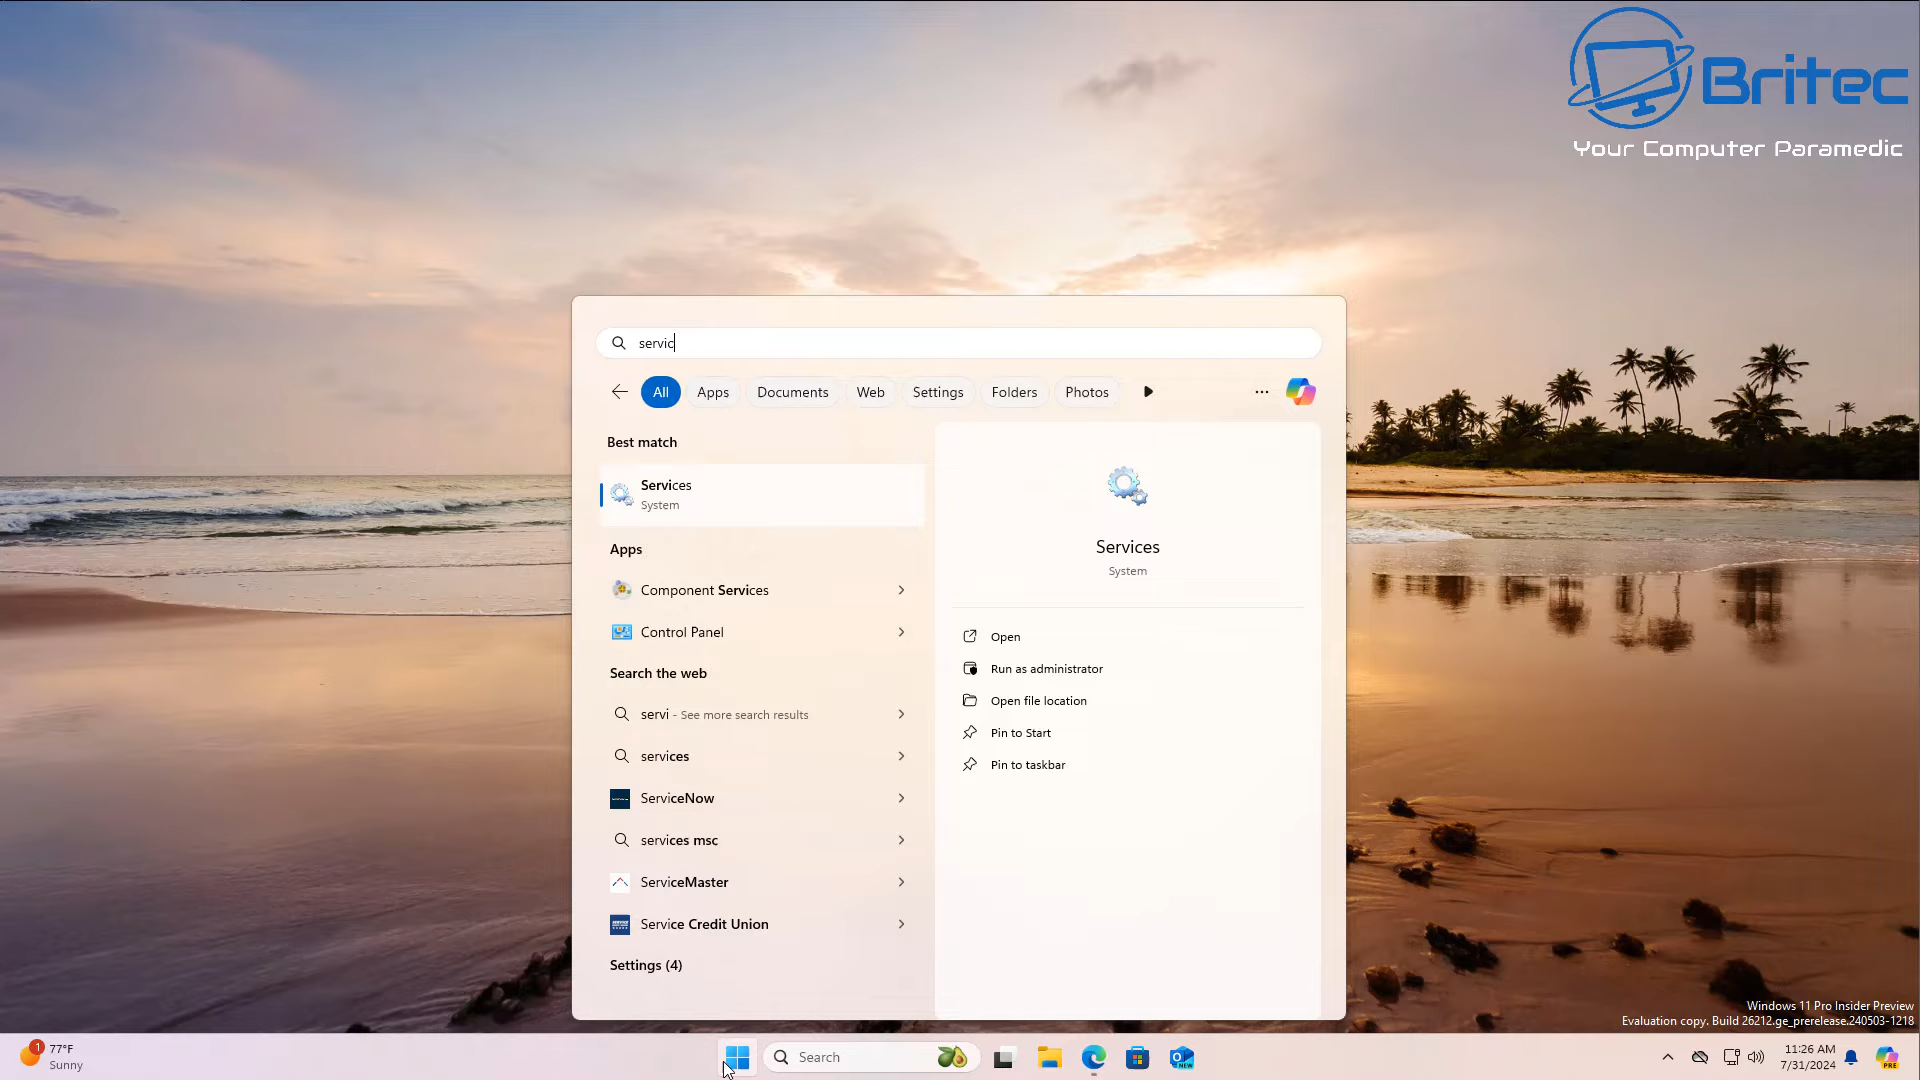 Britec
Your Computer Paramedic
servic
All
Apps
Documents
Web
Settings
Folders
Photos
Best match
Services
System
Apps
Component Services
Control Panel
Search the web
servi - See more search results
services
ServiceNow
services msc
ServiceMaster
Service Credit Union
Settings (4)
Services
System
Open
Run as administrator
Open file location
Pin to Start
Pin to taskbar
Windows 11 Pro Insider Preview
Evaluation copy. Build 26212.ge_prerelease.240503-1218
1
77°F
Sunny
Search
NEW
11:26 AM
7/31/2024
PRE